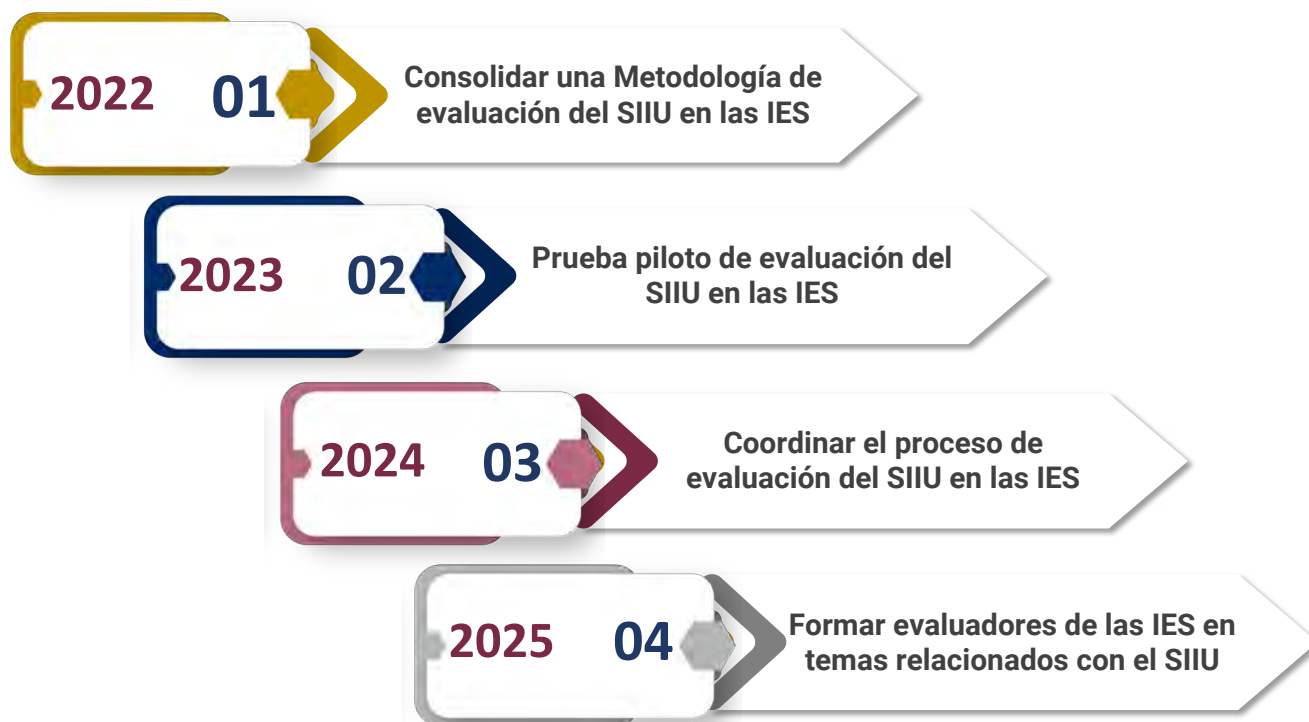 2022 01
Consolidar una Metodología de
evaluación del SIIU en las IES
2023 02
Prueba piloto de evaluación del
SIIU en las IES
2024 03
Coordinar el proceso de
evaluación del SIIU en las IES
2025 04
Formar evaluadores de las IES en
temas relacionados con el SIIU